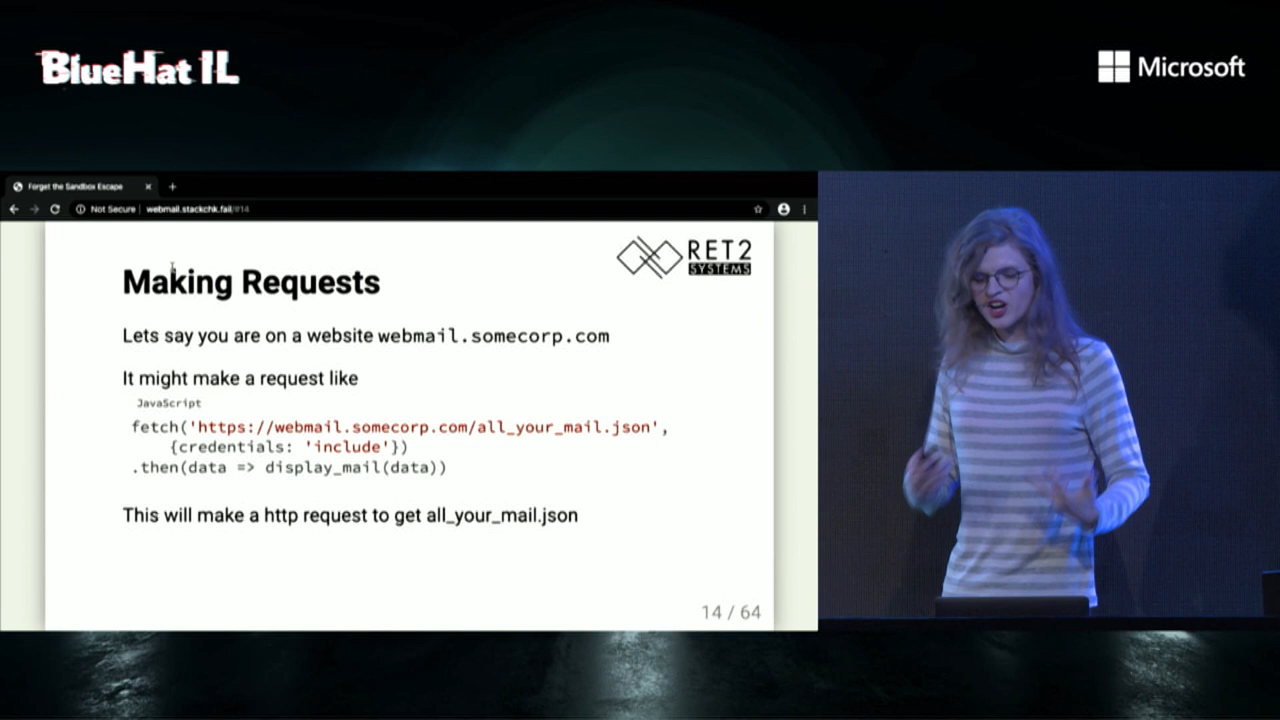 BlueHat IL
Microsoft
Forget the Sandbox Escape
Not Secure | webmail.stackchk.fail/#14
RET2
SYSTEMS
Making Requests
Lets say you are on a website webmail.somecorp.com
It might make a request like
JavaScript
fetch('https://webmail.somecorp.com/all_your_mail.json',
{credentials: 'include'})
.then(data => display_mail(data))
This will make a http request to get all_your_mail.json
14 / 64